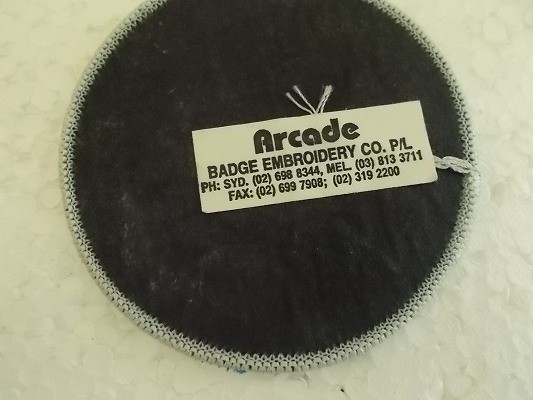 Arcade
BADGE EMBROIDERY CO. P/L
PH: SYD. (02) 698 8344, MEL. (03) 813 3711
FAX: (02) 699 7908; (02) 319 2200